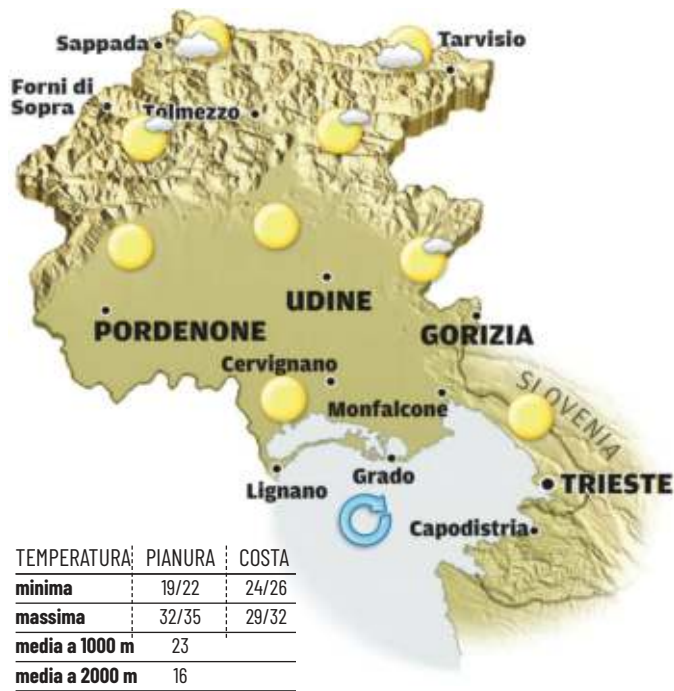 Sappada
Tarvisio
Forni di
Sopra
Tolmezzo
UDINE
PORDENONE
GORIZIA
Cervignano
Monfalcone
SLOVENIA
Lignano
Grado
TRIESTE
Capodistria
TEMPERATURA PIANURA COSTA
minima 19/22 24/26
massima 32/35 29/32
media a 1000 m 23
media a 2000 m 16